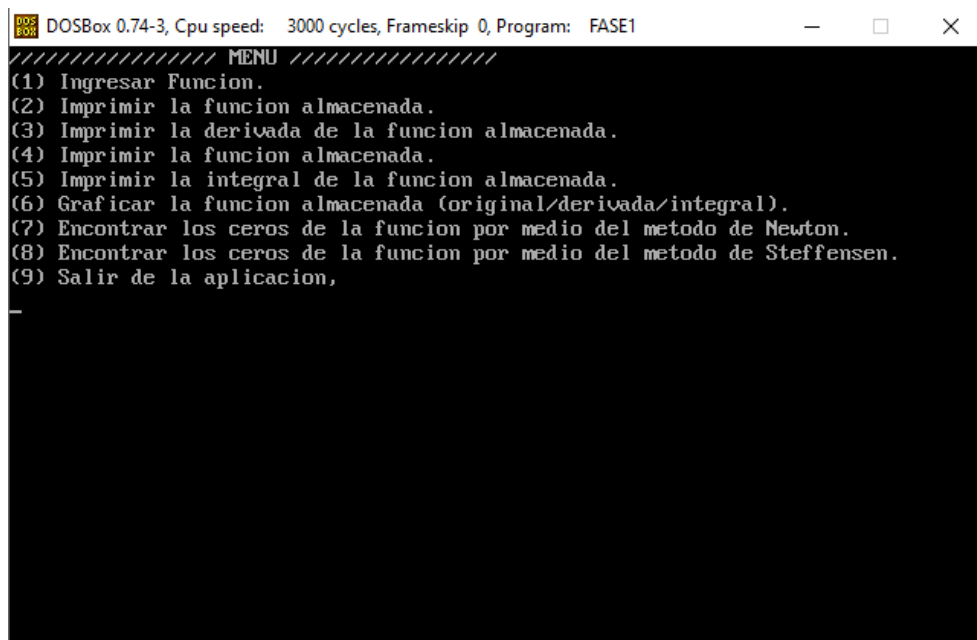 DOS BOX DOSBox 0.74-3, Cpu speed: 3000 cycles, Frameskip 0, Program: FASE1
///////////////// MENU /////////////////
(1) Ingresar Funcion.
(2) Imprimir la funcion almacenada.
(3) Imprimir la derivada de la funcion almacenada.
(4) Imprimir la funcion almacenada.
(5) Imprimir la integral de la funcion almacenada.
(6) Graficar la funcion almacenada (original/derivada/integral).
(7) Encontrar los ceros de la funcion por medio del metodo de Newton.
(8) Encontrar los ceros de la funcion por medio del metodo de Steffensen.
(9) Salir de la aplicacion,